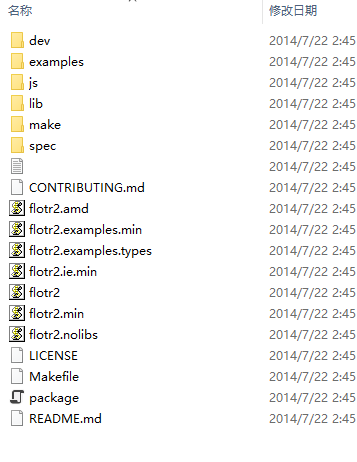 名称 修改日期
dev 2014/7/22 2:45
examples 2014/7/22 2:45
js 2014/7/22 2:45
lib 2014/7/22 2:45
make 2014/7/22 2:45
spec 2014/7/22 2:45
2014/7/22 2:45
CONTRIBUTING.md 2014/7/22 2:45
flotr2.amd 2014/7/22 2:45
flotr2.examples.min 2014/7/22 2:45
flotr2.examples.types 2014/7/22 2:45
flotr2.ie.min 2014/7/22 2:45
flotr2 2014/7/22 2:45
flotr2.min 2014/7/22 2:45
flotr2.nolibs 2014/7/22 2:45
LICENSE 2014/7/22 2:45
Makefile 2014/7/22 2:45
package 2014/7/22 2:45
README.md 2014/7/22 2:45